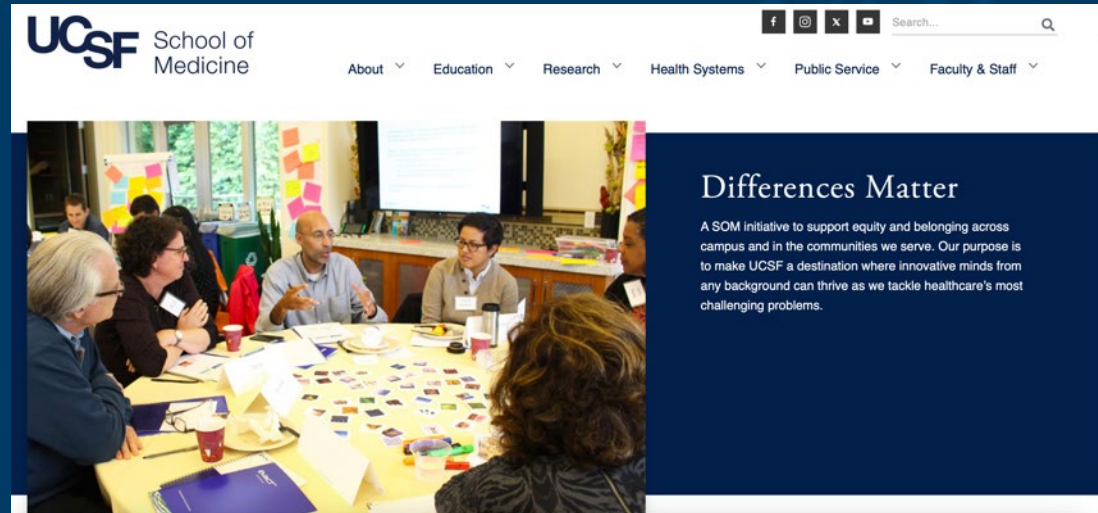 UCSF School of
Medicine
Search...
About Education Research Health Systems Public Service Faculty & Staff
Differences Matter
A SOM initiative to support equity and belonging across
campus and in the communities we serve. Our purpose is
to make UCSF a destination where innovative minds from
any background can thrive as we tackle healthcare's most
challenging problems.